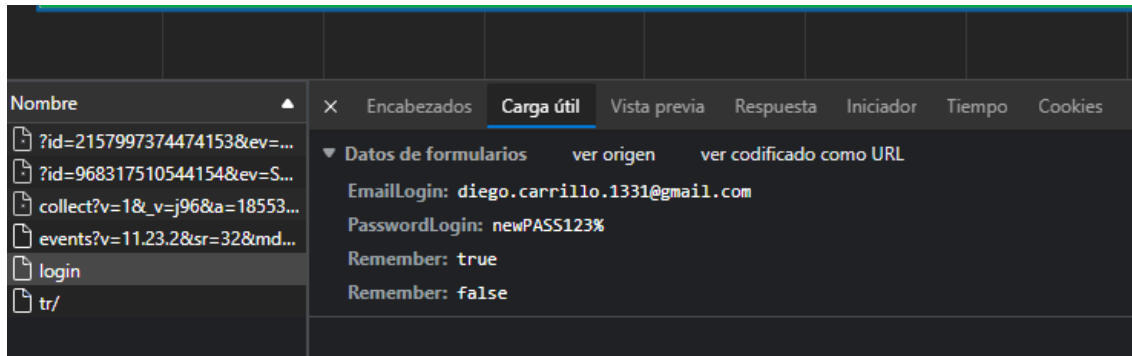 Nombre
Encabezados Carga útil Vista previa Respuesta Iniciador Tiempo Cookies
?id=2157997374474153&ev=...
?id=968317510544154&ev=S...
collect?v=1&_v=j96&a=18553...
events?v=11.23.2&sr=32&md...
login
tr/
Datos de formularios ver origen ver codificado como URL
EmailLogin: diego.carrillo.1331@gmail.com
PasswordLogin: newPASS123%
Remember: true
Remember: false